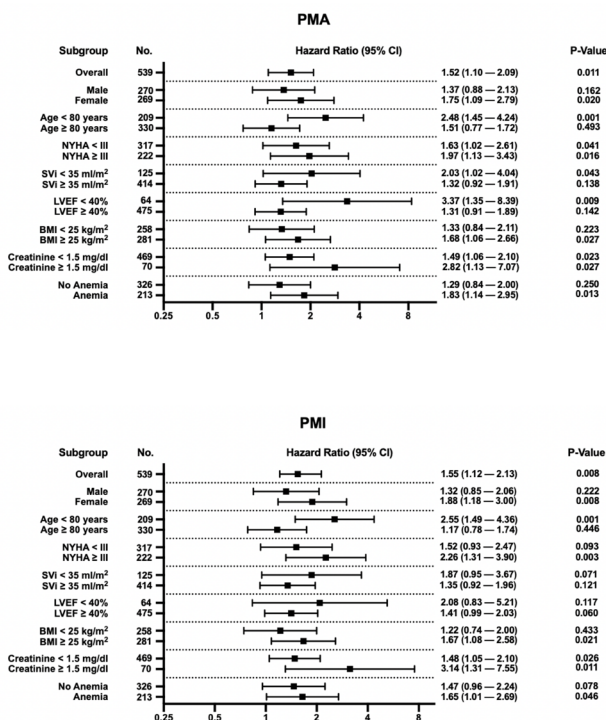 PMA
Subgroup No. Hazard Ratio (95% CI) P-Value
Overall 539 1.52 (1.10 — 2.09) 0.011
Male 270 1.37 (0.88 — 2.13) 0.162
Female 269 1.75 (1.09 — 2.79) 0.020
Age < 80 years 209 2.48 (1.45 — 4.24) 0.001
Age ≥ 80 years 330 1.51 (0.77 — 1.72) 0.493
NYHA < III 317 1.63 (1.02 — 2.61) 0.041
NYHA ≥ III 222 1.97 (1.13 — 3.43) 0.016
SVi < 35 ml/m² 125 2.03 (1.02 — 4.04) 0.043
SVi ≥ 35 ml/m² 414 1.32 (0.92 — 1.91) 0.138
LVEF < 40% 64 3.37 (1.35 — 8.39) 0.009
LVEF ≥ 40% 475 1.31 (0.91 — 1.89) 0.142
BMI < 25 kg/m² 258 1.33 (0.84 — 2.11) 0.223
BMI ≥ 25 kg/m² 281 1.68 (1.06 — 2.66) 0.027
Creatinine < 1.5 mg/dl 469 1.49 (1.06 — 2.10) 0.023
Creatinine ≥ 1.5 mg/dl 70 2.82 (1.13 — 7.07) 0.027
No Anemia 326 1.29 (0.84 — 2.00) 0.250
Anemia 213 1.83 (1.14 — 2.95) 0.013
0.25 0.5 1 2 4 8
PMI
Subgroup No. Hazard Ratio (95% CI) P-Value
Overall 539 1.55 (1.12 — 2.13) 0.008
Male 270 1.32 (0.85 — 2.06) 0.222
Female 269 1.88 (1.18 — 3.00) 0.008
Age < 80 years 209 2.55 (1.49 — 4.36) 0.001
Age ≥ 80 years 330 1.17 (0.78 — 1.74) 0.446
NYHA < III 317 1.52 (0.93 — 2.47) 0.093
NYHA ≥ III 222 2.26 (1.31 — 3.90) 0.003
SVi < 35 ml/m² 125 1.87 (0.95 — 3.67) 0.071
SVi ≥ 35 ml/m² 414 1.35 (0.92 — 1.96) 0.121
LVEF < 40% 64 2.08 (0.83 — 5.21) 0.117
LVEF ≥ 40% 475 1.41 (0.99 — 2.03) 0.060
BMI < 25 kg/m² 258 1.22 (0.74 — 2.00) 0.433
BMI ≥ 25 kg/m² 281 1.67 (1.08 — 2.58) 0.021
Creatinine < 1.5 mg/dl 469 1.48 (1.05 — 2.10) 0.026
Creatinine ≥ 1.5 mg/dl 70 3.14 (1.31 — 7.55) 0.011
No Anemia 326 1.47 (0.96 — 2.24) 0.078
Anemia 213 1.65 (1.01 — 2.69) 0.046
0.25 0.5 1 2 4 8